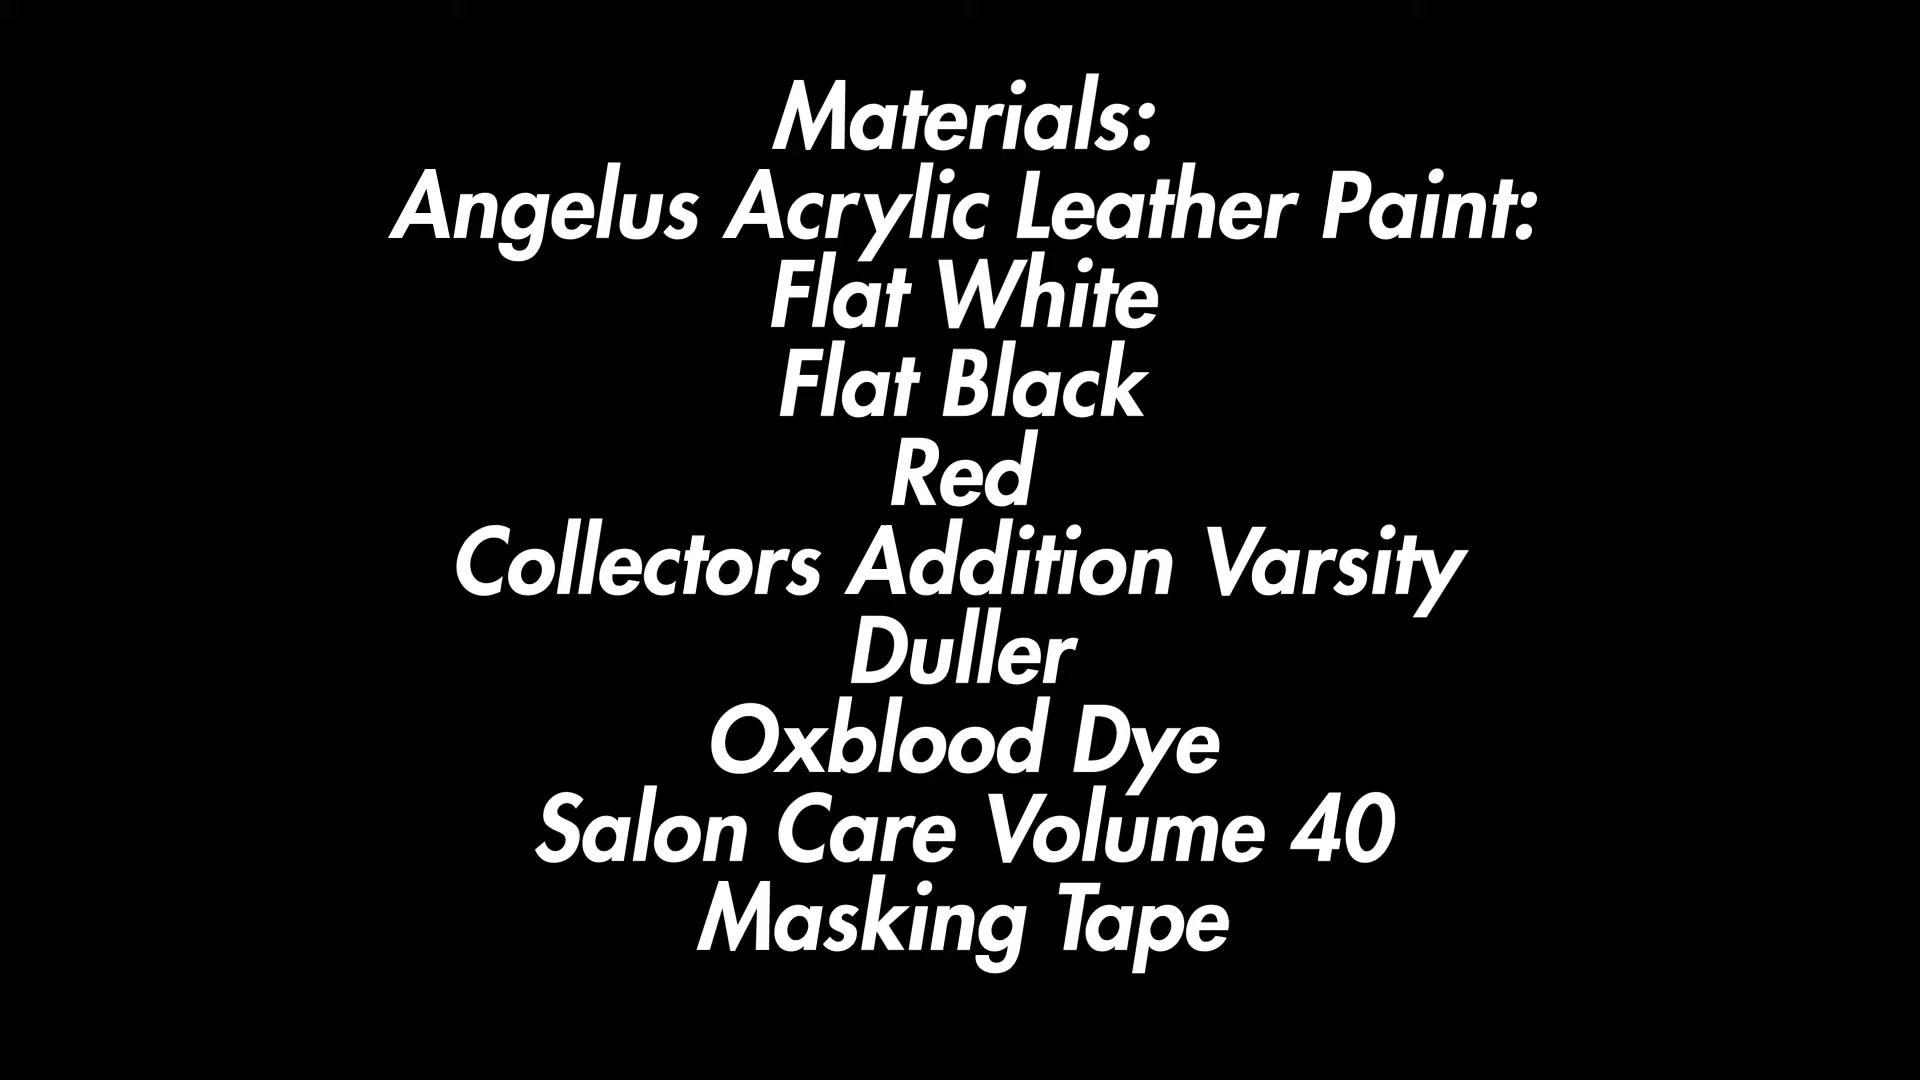 Materials:
Angelus Acrylic Leather Paint:
Flat White
Flat Black
Red
Collectors Addition Varsity
Duller
Oxblood Dye
Salon Care Volume 40
Masking Tape